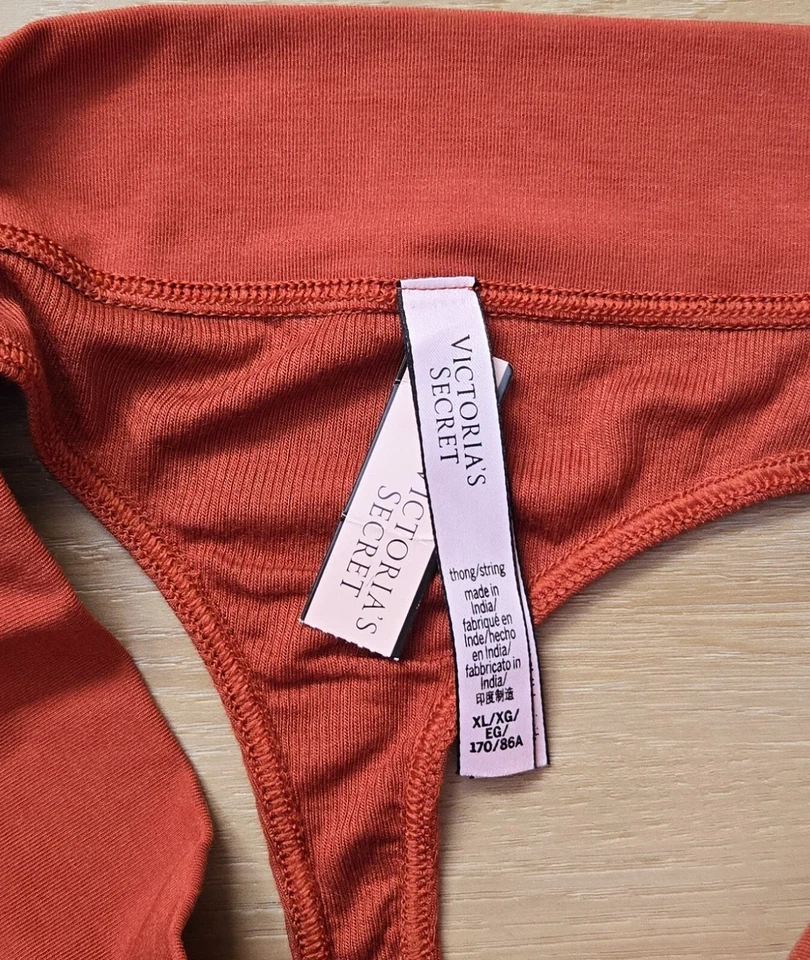 VICTORIA'S
SECRET
thong/string
made in
India/
fabriqué en
Inde/hecho
en India/
fabbricato in
India/
印度制造
XL/XG/
EG/
170/86A
VICTORIA'S
SECRET